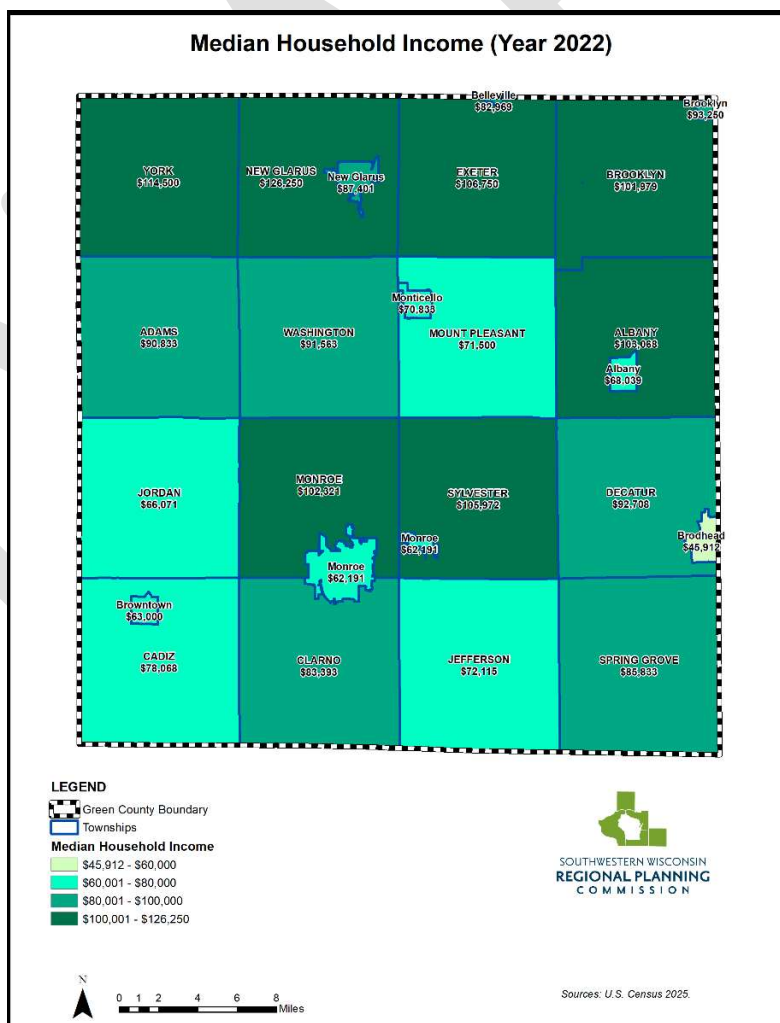 Median Household Income (Year 2022)
Belleville
$82,969
Brooklyn
$93,250
YORK
$114,500
NEW GLARUS
$126,250
New Glarus
$87,401
EXETER
$108,750
BROOKLYN
$101,979
ADAMS
$90,833
WASHINGTON
$91,563
Monticello
$70,833
MOUNT PLEASANT
$71,500
ALBANY
$103,068
Albany
$68,039
JORDAN
$66,071
MONROE
$102,321
SYLVESTER
$105,972
DECATUR
$92,708
Brodhead
$45,912
Monroe
$62,191
Monroe
$62,191
Browntown
$63,000
CADIZ
$78,068
CLARNO
$83,393
JEFFERSON
$72,115
SPRING GROVE
$85,833
LEGEND
Green County Boundary
Townships
Median Household Income
$45,912 - $60,000
$60,001 - $80,000
$80,001 - $100,000
$100,001 - $126,250
SOUTHWESTERN WISCONSIN
REGIONAL PLANNING
COMMISSION
N
0 1 2 4 6 8
Miles
Sources: U.S. Census 2025.